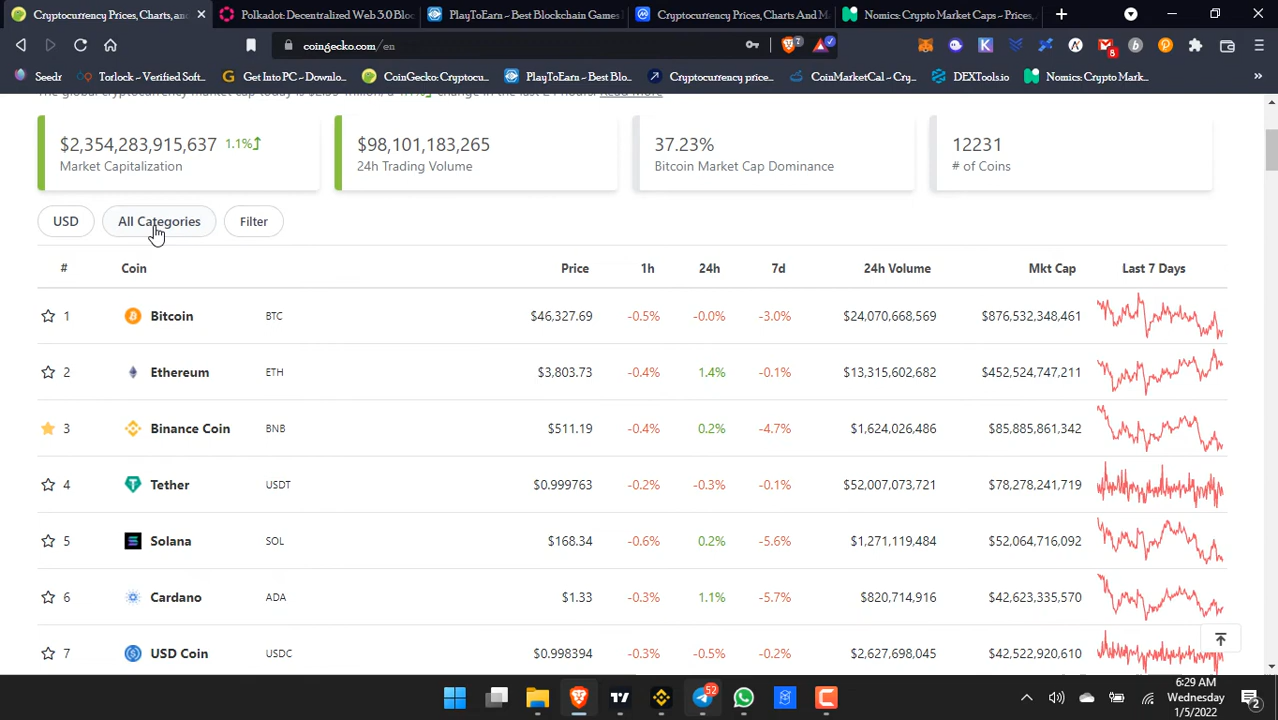 Cryptocurrency Prices, Charts, and
Polkadot: Decentralized Web 3.0 Bloc
PlayToEarn - Best Blockchain Games
Cryptocurrency Prices, Charts And M
Nomics: Crypto Market Caps - Prices,
coingecko.com/en
2
8
Seedr
Torlock - Verified Soft...
Get Into PC - Downlo...
CoinGecko: Cryptocu...
PlayToEarn - Best Blo...
Cryptocurrency price...
CoinMarketCal - Cry...
DEXTools.io
Nomics: Crypto Mark...
Read More
$2,354,283,915,637 1.1%
Market Capitalization
$98,101,183,265
24h Trading Volume
37.23%
Bitcoin Market Cap Dominance
12231
# of Coins
USD
All Categories
Filter
# Coin Price 1h 24h 7d 24h Volume Mkt Cap Last 7 Days
1 Bitcoin BTC $46,327.69 -0.5% -0.0% -3.0% $24,070,668,569 $876,532,348,461
2 Ethereum ETH $3,803.73 -0.4% 1.4% -0.1% $13,315,602,682 $452,524,747,211
3 Binance Coin BNB $511.19 -0.4% 0.2% -4.7% $1,624,026,486 $85,885,861,342
4 Tether USDT $0.999763 -0.2% -0.3% -0.1% $52,007,073,721 $78,278,241,719
5 Solana SOL $168.34 -0.6% 0.2% -5.6% $1,271,119,484 $52,064,716,092
6 Cardano ADA $1.33 -0.3% 1.1% -5.7% $820,714,916 $42,623,335,570
7 USD Coin USDC $0.998394 -0.3% -0.5% -0.2% $2,627,698,045 $42,522,920,610
52
6:29 AM
Wednesday
1/5/2022
2